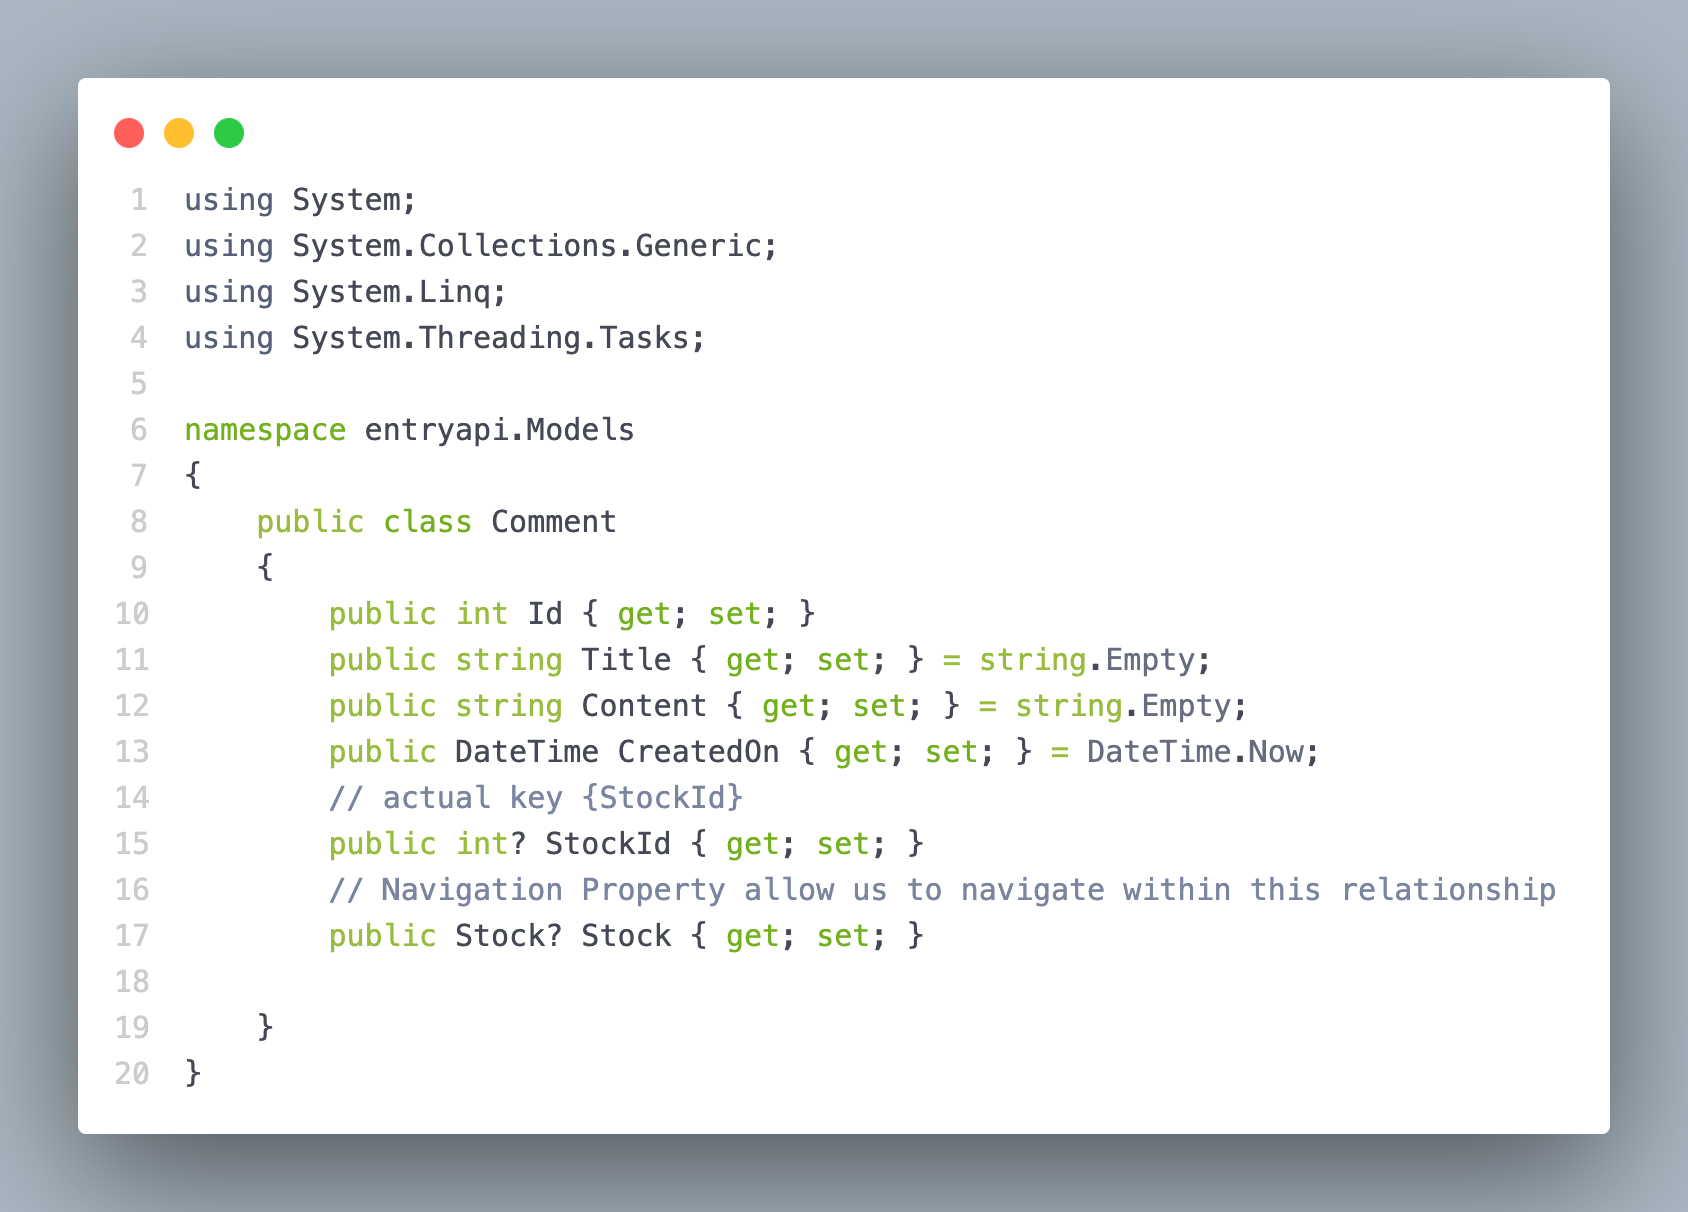 1 using System;
2 using System.Collections.Generic;
3 using System.Linq;
4 using System.Threading.Tasks;
5
6 namespace entryapi.Models
7 {
8     public class Comment
9     {
10         public int Id { get; set; }
11         public string Title { get; set; } = string.Empty;
12         public string Content { get; set; } = string.Empty;
13         public DateTime CreatedOn { get; set; } = DateTime.Now;
14         // actual key {StockId}
15         public int? StockId { get; set; }
16         // Navigation Property allow us to navigate within this relationship
17         public Stock? Stock { get; set; }
18
19     }
20 }